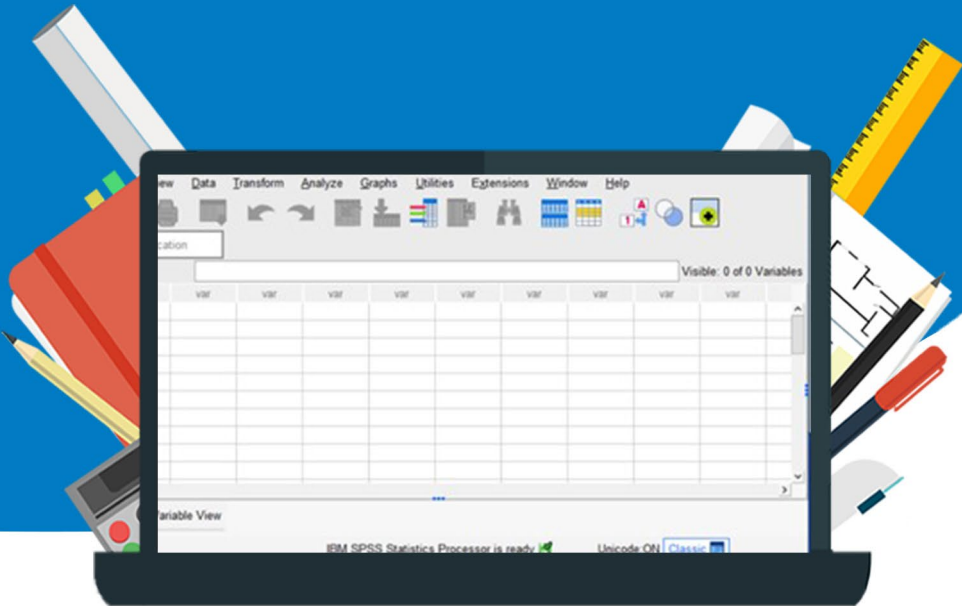 ew Data Transform Analyze Graphs Utilities Extensions Window Help
A
1
cation
Visible: 0 of 0 Variables
var var var var var var var var var
Variable View
IBM SPSS Statistics Processor is ready Unicode:ON Classic